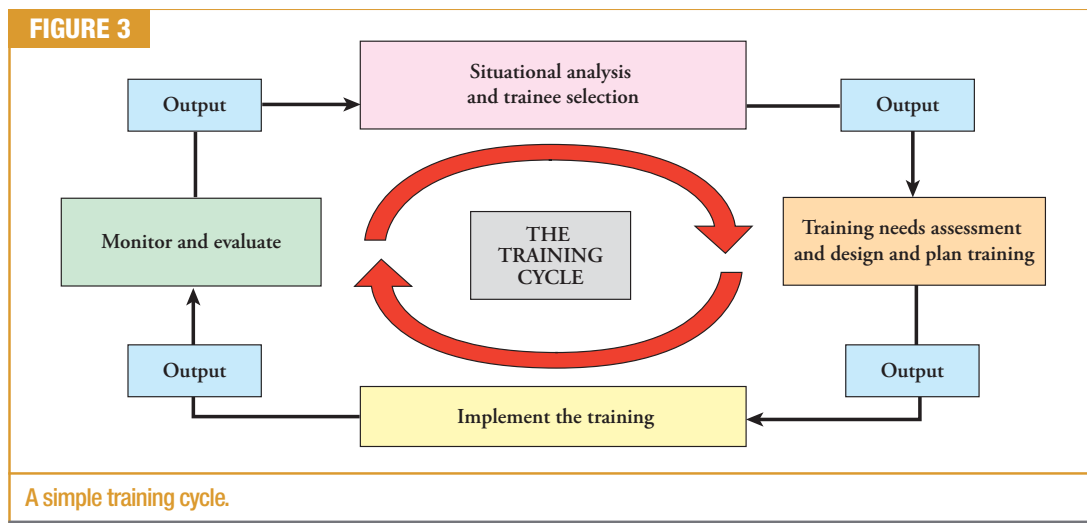 FIGURE 3
Situational analysis
and trainee selection
Output
Output
Monitor and evaluate
THE
TRAINING
CYCLE
Training needs assessment
and design and plan training
Output
Output
Implement the training
A simple training cycle.